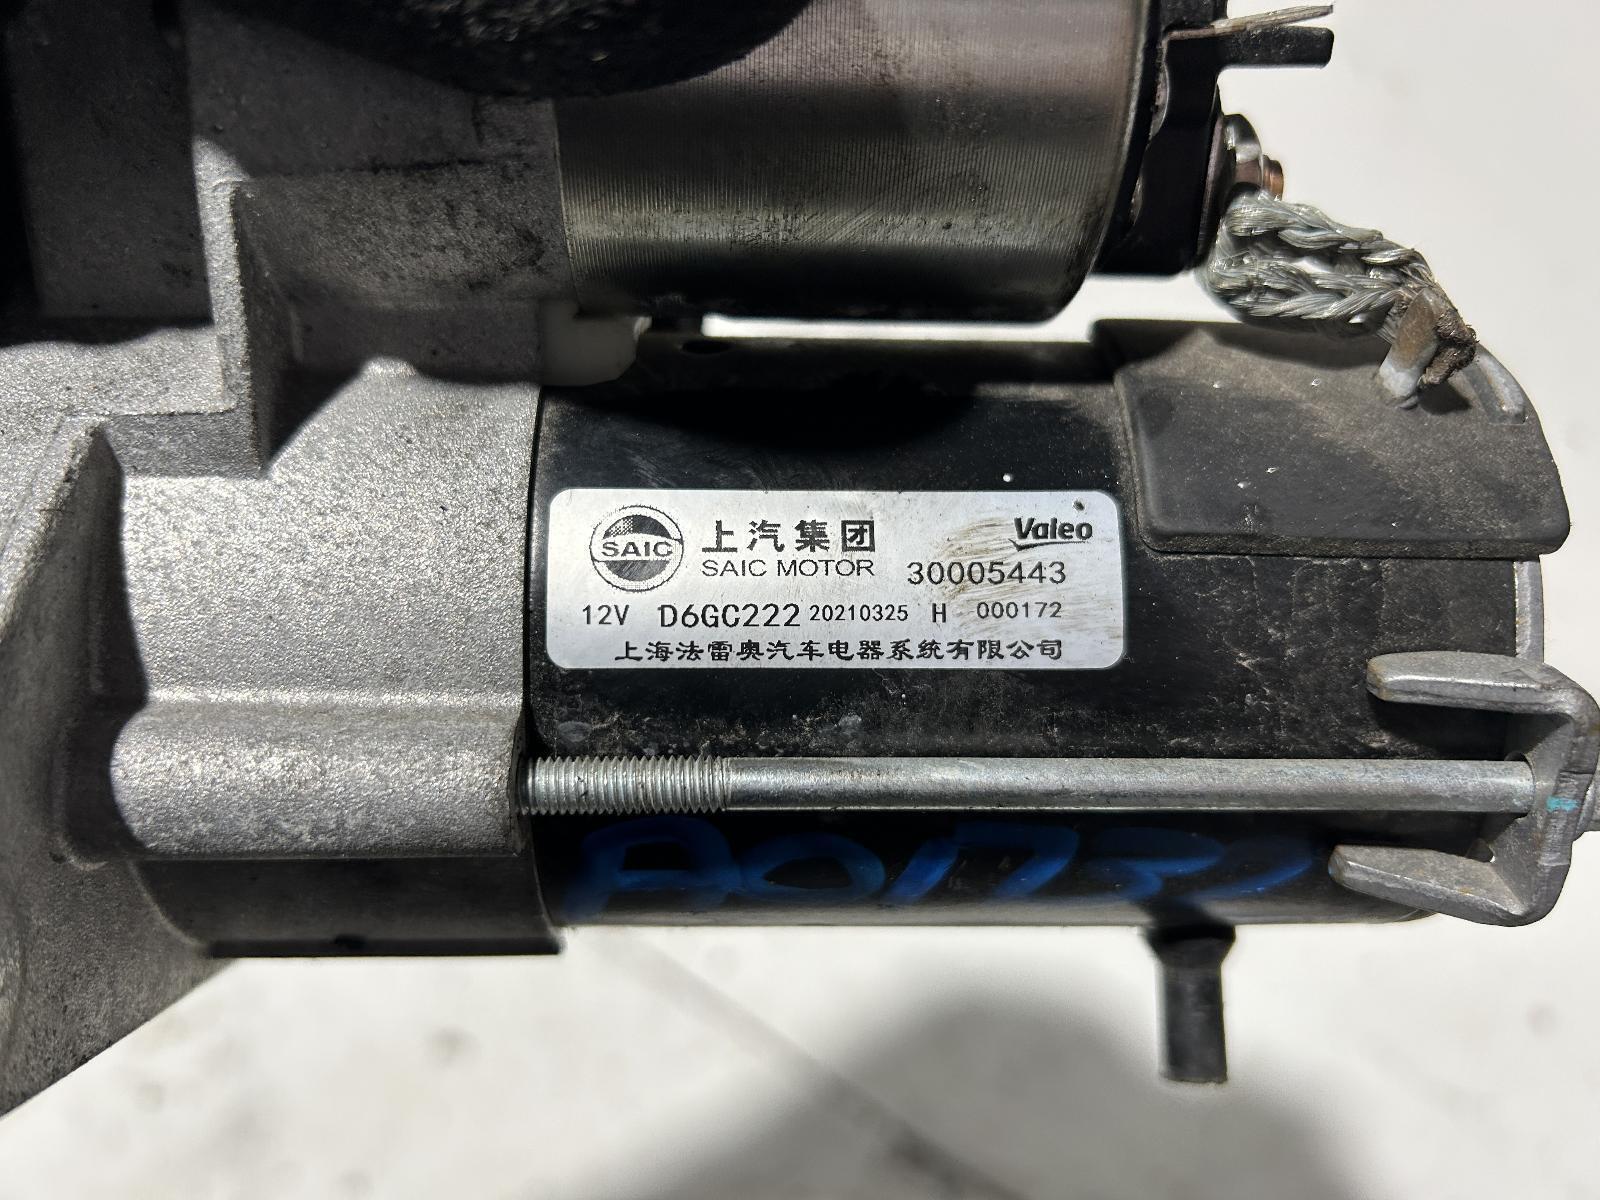 SAIC
上汽集团
Valeo
SAIC MOTOR 30005443
12V D6GC222 20210325 H 000172
上海法雷奥汽车电器系统有限公司
A01732